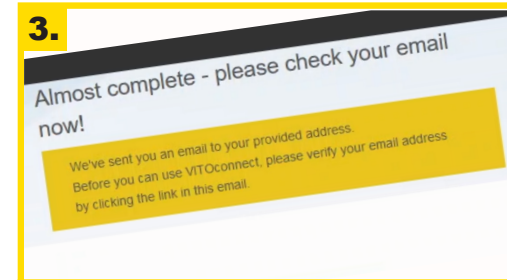 3.
Almost complete - please check your email
now!
We've sent you an email to your provided address.
Before you can use VITOconnect, please verify your email address
by clicking the link in this email.